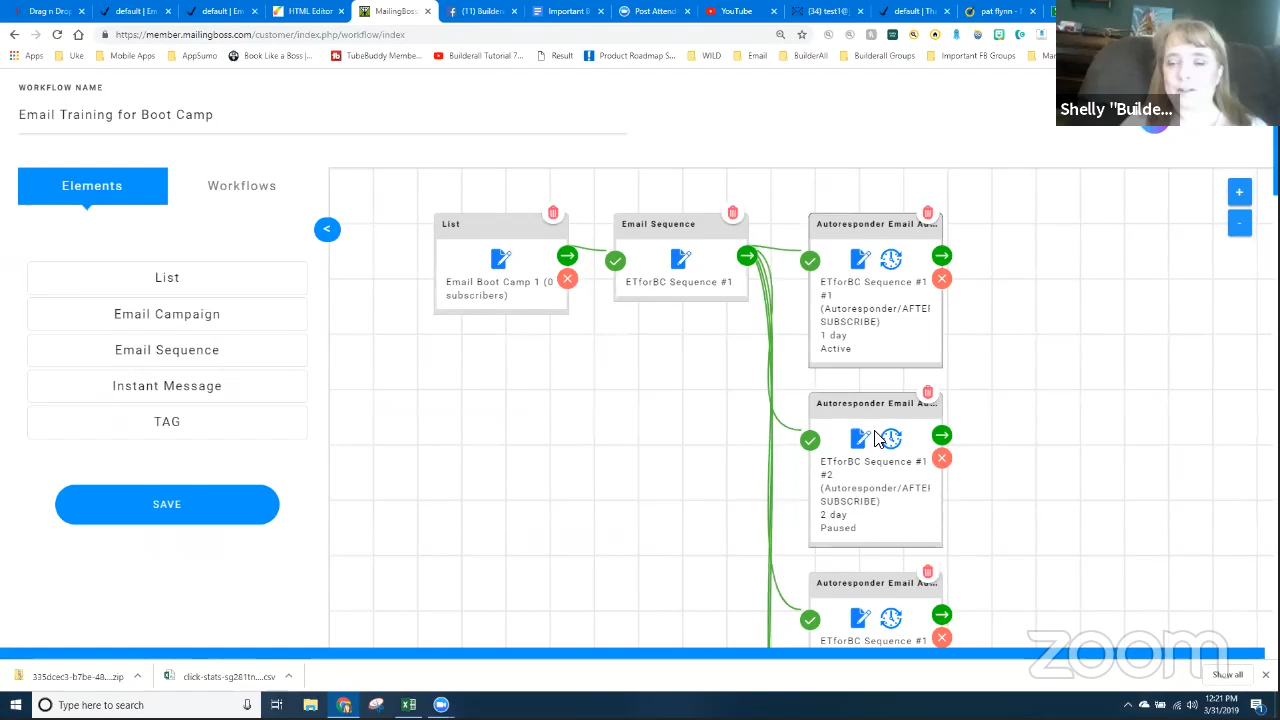 Drag n Drop
default | Em
default | Em
HTML Editor
MailingBoss
(11) Builder
Important B
Post Attend
YouTube
(34) test1@
default | Th
pat flynn -
https://member.mailingboss.com/customer/index.php/workflow/index
Apps
Uke
Mobile Apps
AppSumo
Book Like a Boss |...
TubeBuddy Essential
Builderall Tutorial 7...
Result
Product Roadmap S...
WILD
Email
BuilderAll
Builderall Groups
Important FB Groups
Mar
Shelly "Builde...
WORKFLOW NAME
Email Training for Boot Camp
Elements
Workflows
<
+
-
List
Email Campaign
Email Sequence
Instant Message
TAG
SAVE
List
Email Boot Camp 1 (0
subscribers)
Email Sequence
ETforBC Sequence #1
Autoresponder Email Au...
ETforBC Sequence #1
#1
(Autoresponder/AFTER
SUBSCRIBE)
1 day
Active
Autoresponder Email Au...
ETforBC Sequence #1
#2
(Autoresponder/AFTER
SUBSCRIBE)
2 day
Paused
Autoresponder Email Au...
ETforBC Sequence #1
zoom
335dcec3-b7be-48....zip
click-stats-sg281tn....csv
Show all
Type here to search
12:21 PM
3/31/2019